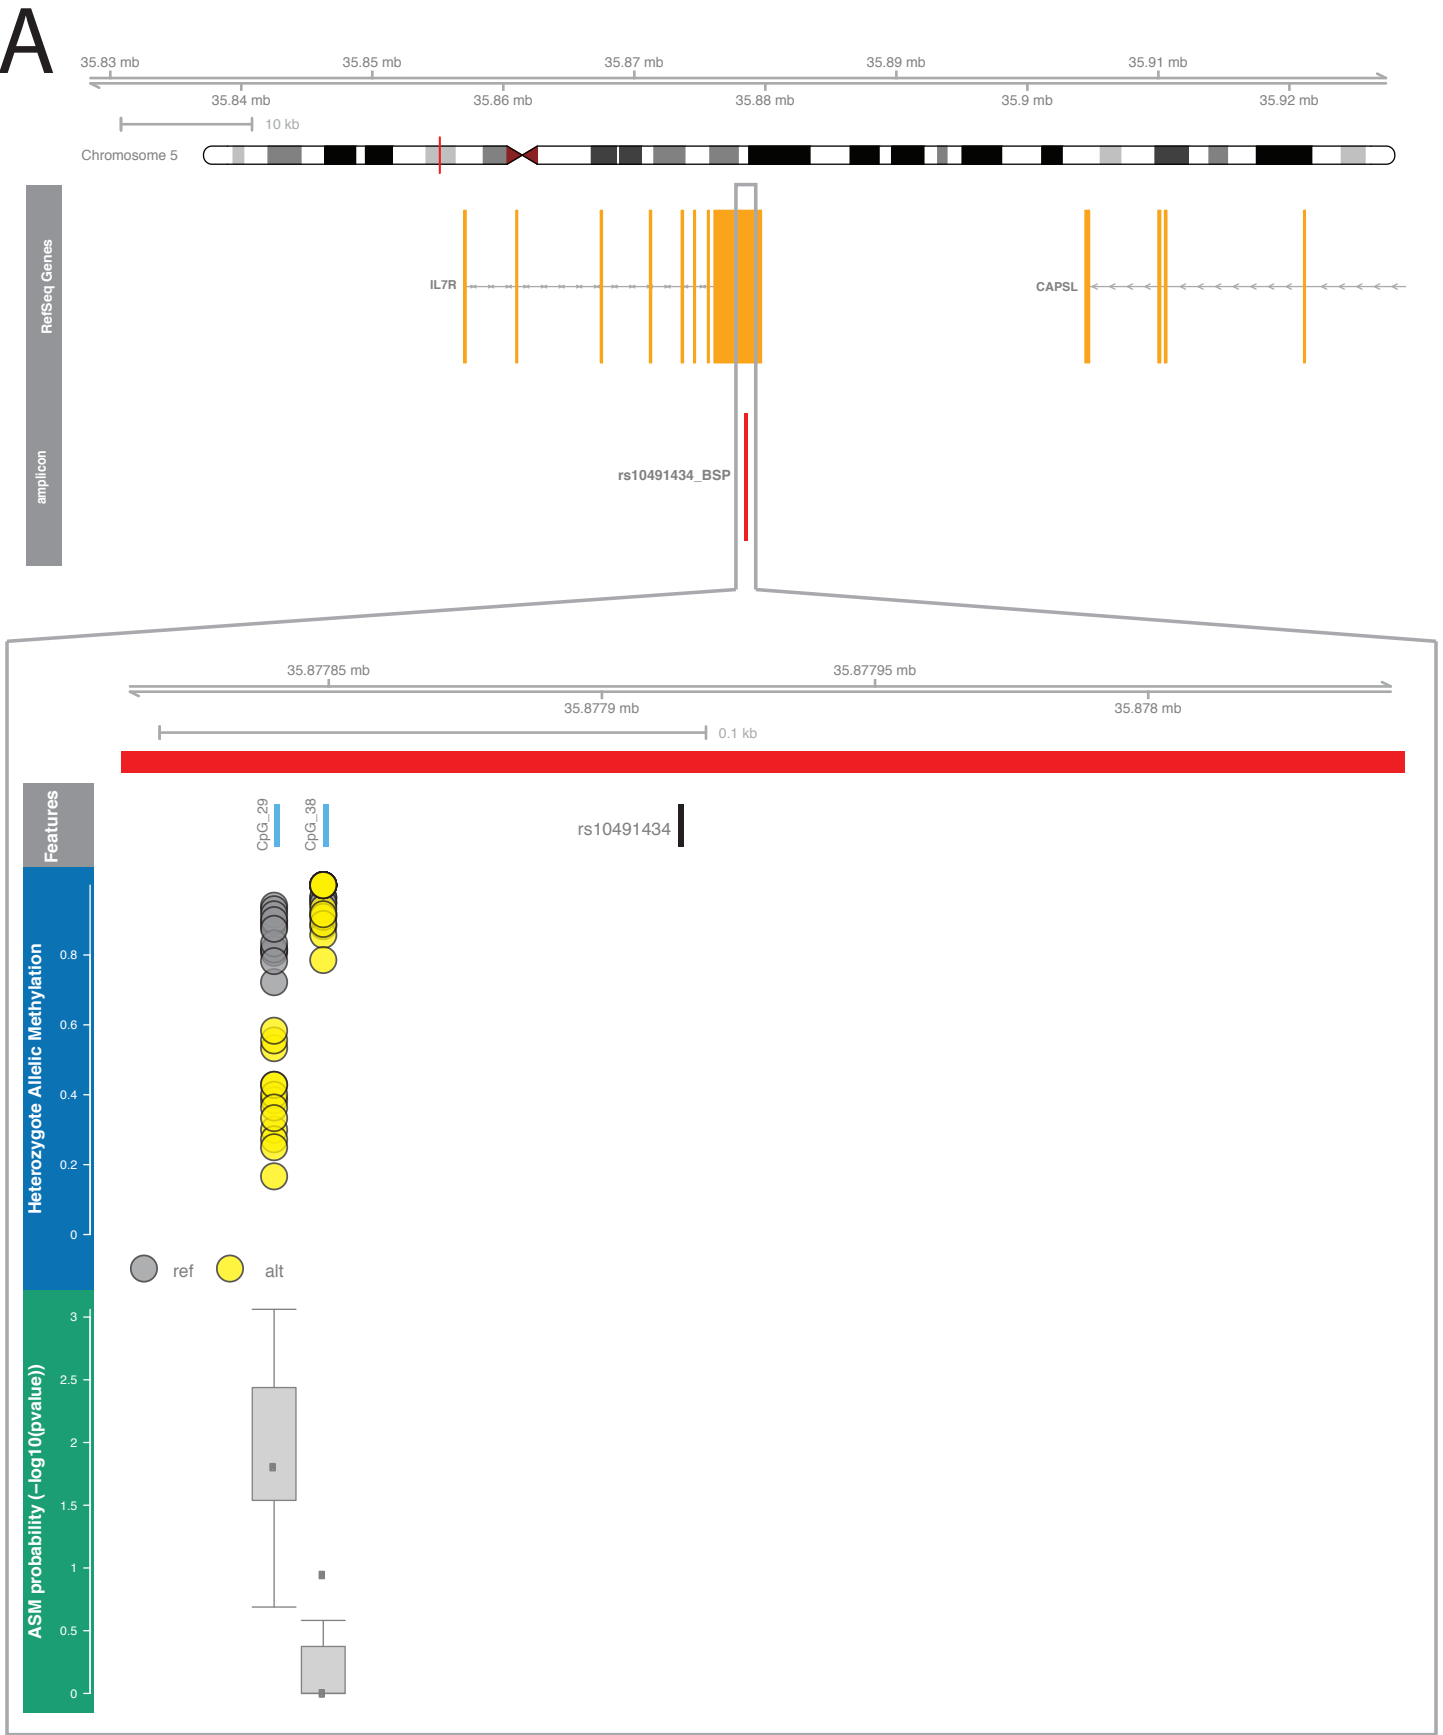 A
35.83 mb 35.85 mb 35.87 mb 35.89 mb 35.91 mb
35.84 mb 35.86 mb 35.88 mb 35.9 mb 35.92 mb
10 kb
Chromosome 5
RefSeq Genes
IL7R
CAPSL
amplicon
rs10491434_BSP
35.87785 mb 35.87795 mb
35.8779 mb 35.878 mb
0.1 kb
Features
CpG_29
CpG_38
rs10491434
Heterozygote Allelic Methylation
0.8
0.6
0.4
0.2
0
ref alt
ASM probability (−log10(pvalue))
3
2.5
2
1.5
1
0.5
0